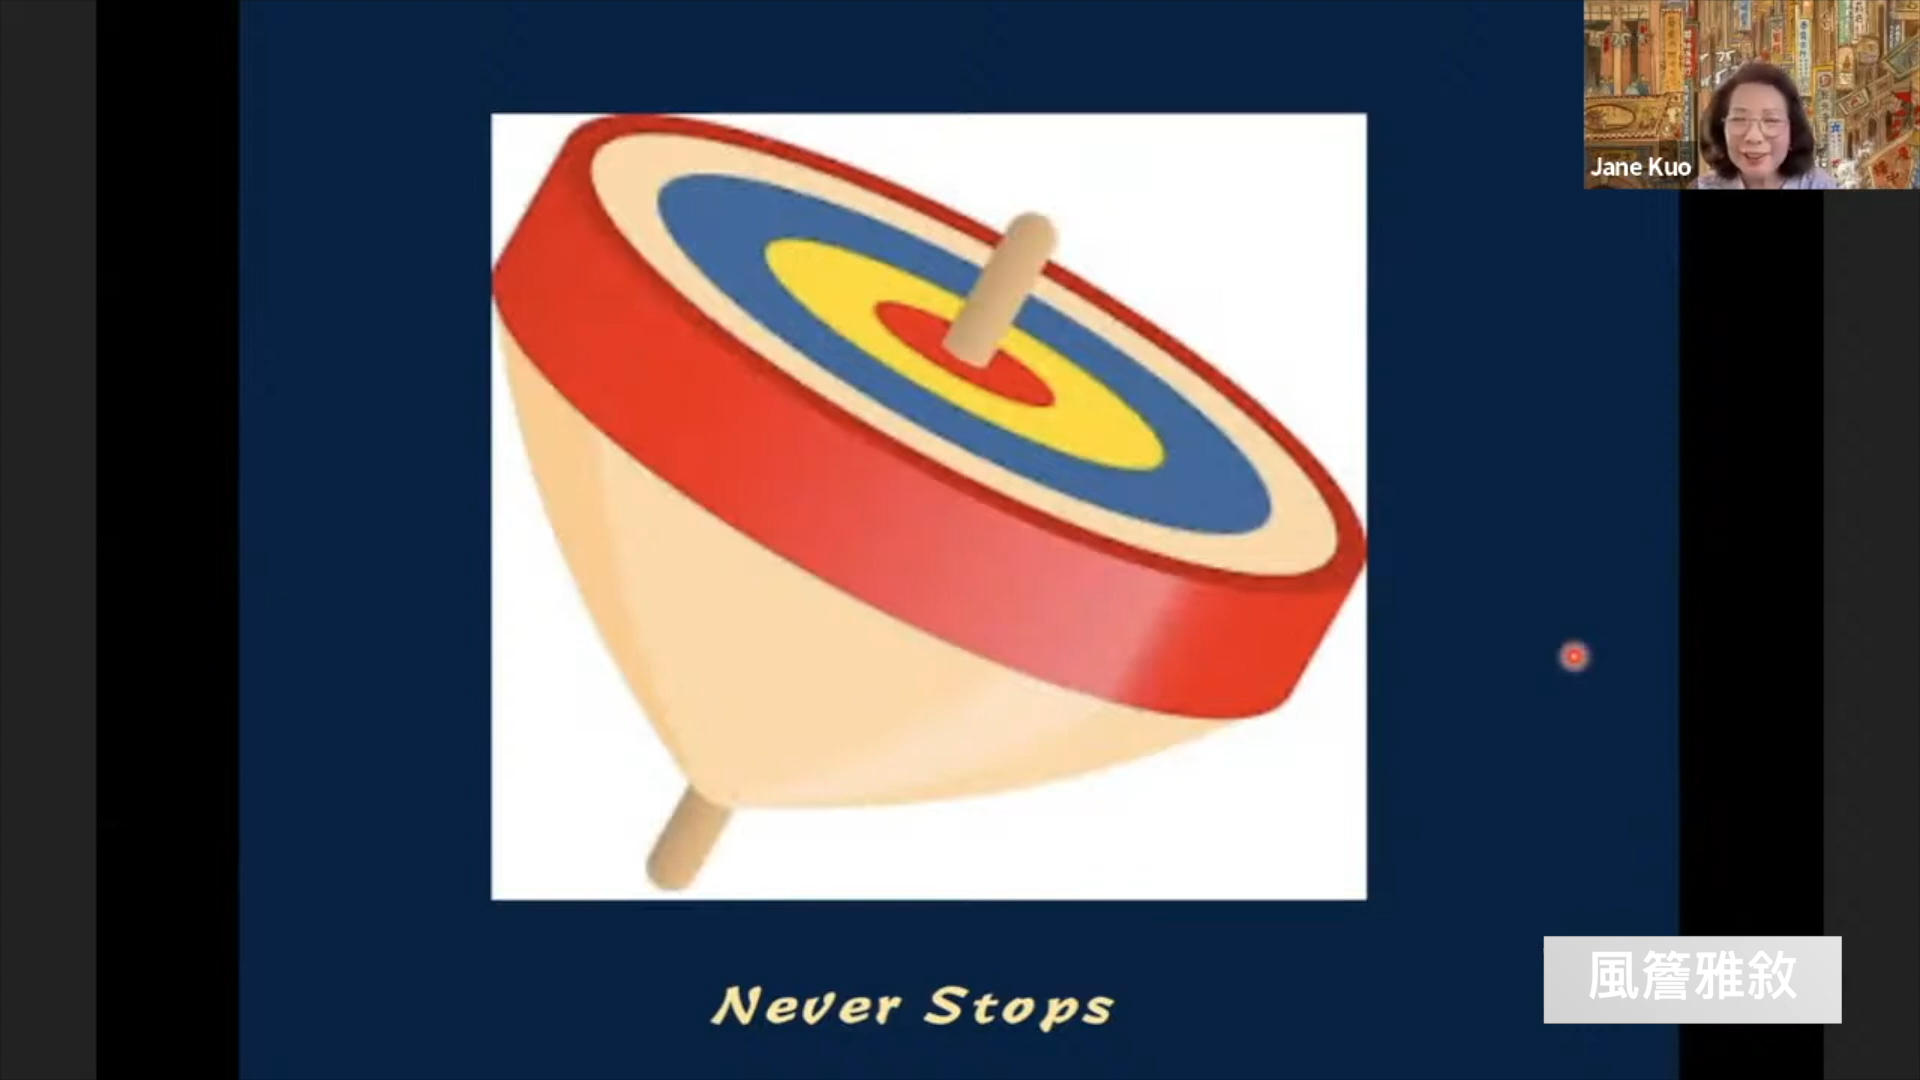 Jane Kuo
Never Stops
風簷雅敘